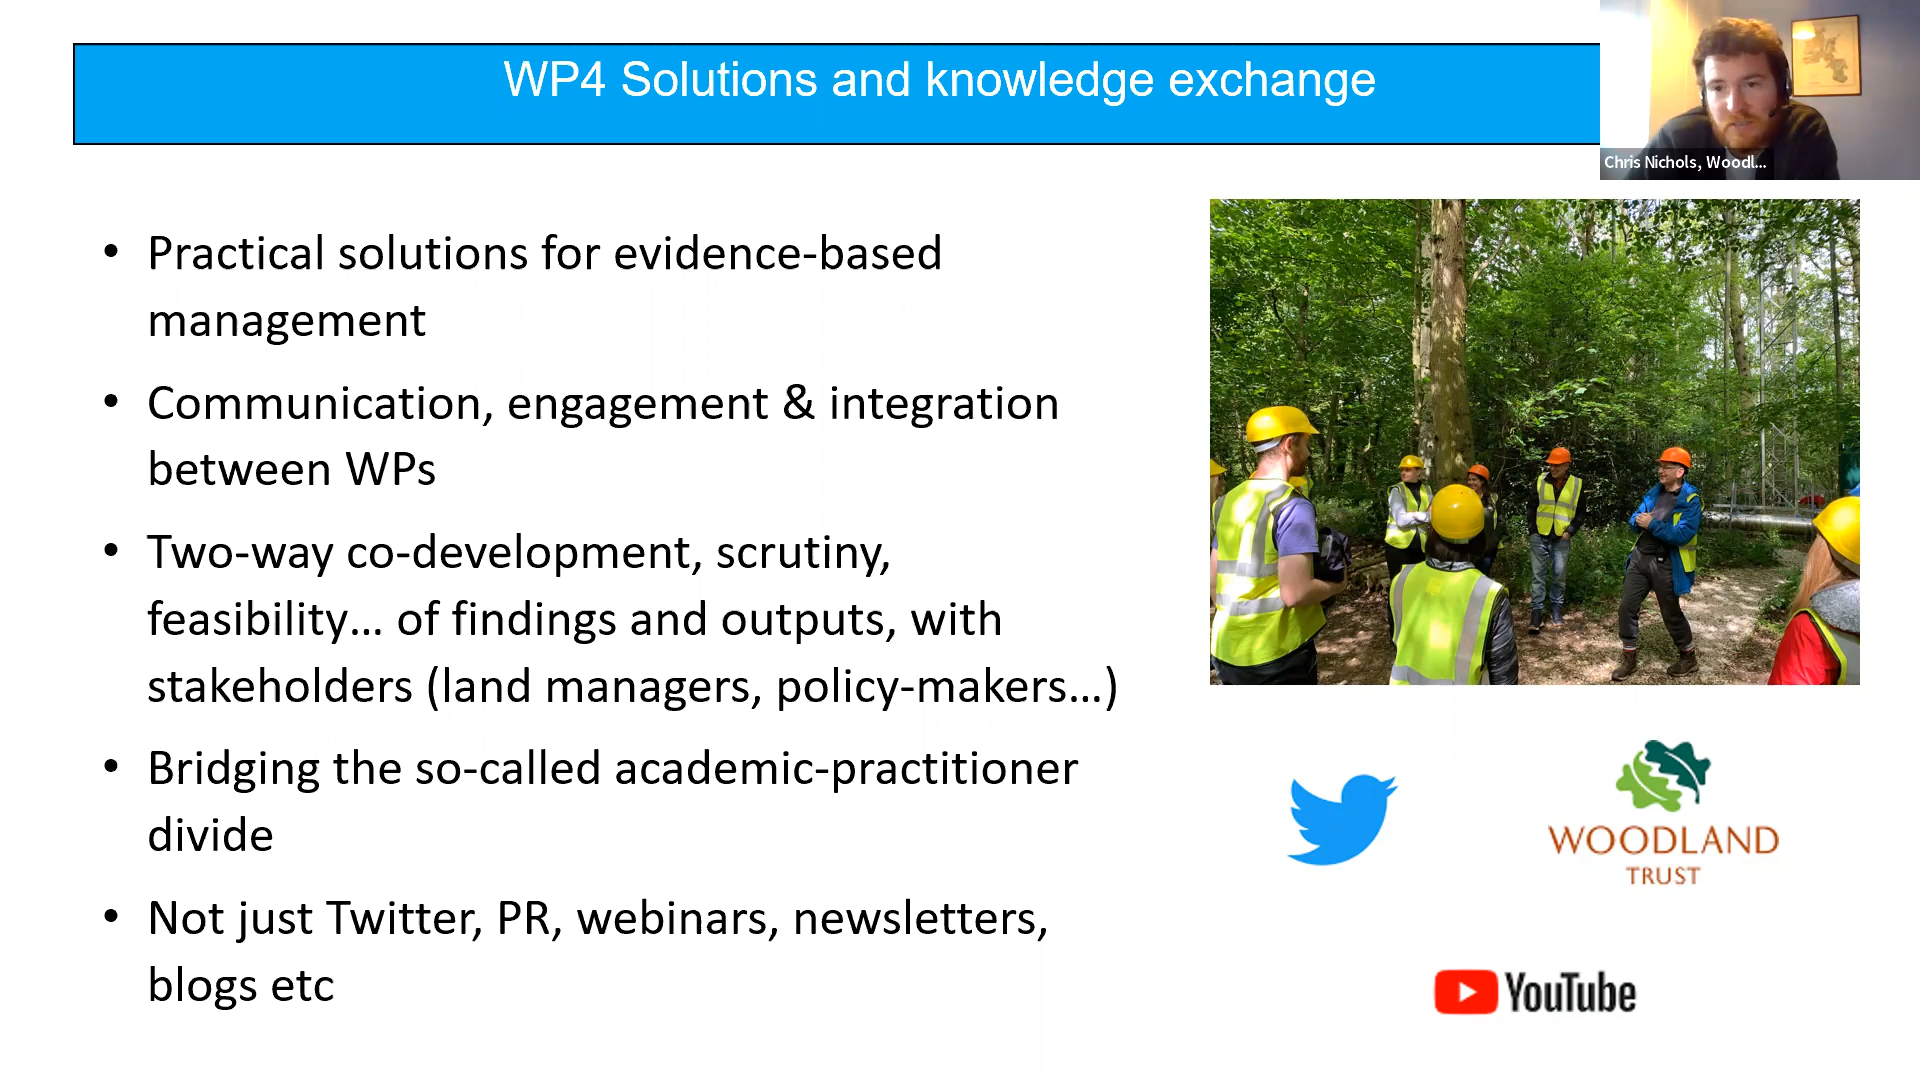 WP4 Solutions and knowledge exchange
Chris Nichols, Woodl...
• Practical solutions for evidence-based
management
• Communication, engagement & integration
between WPs
• Two-way co-development, scrutiny,
feasibility... of findings and outputs, with
stakeholders (land managers, policy-makers...)
• Bridging the so-called academic-practitioner
divide
• Not just Twitter, PR, webinars, newsletters,
blogs etc
WOODLAND
TRUST
YouTube